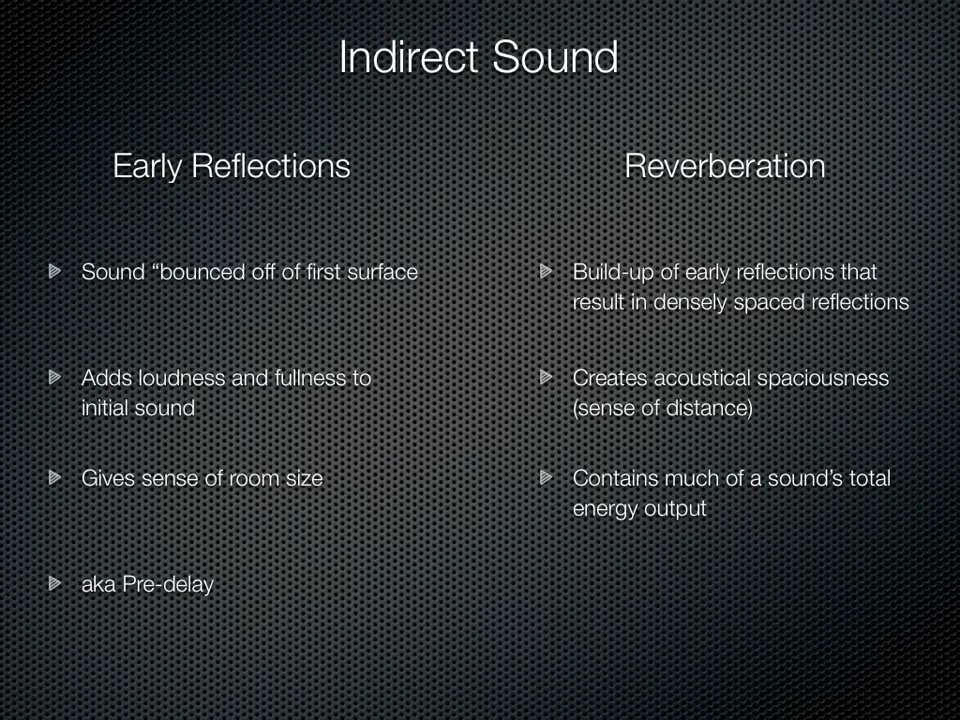 Indirect Sound
Early Reflections
Sound “bounced off of first surface
Adds loudness and fullness to
initial sound
Gives sense of room size
aka Pre-delay
Reverberation
Build-up of early reflections that
result in densely spaced reflections
Creates acoustical spaciousness
(sense of distance)
Contains much of a sound’s total
energy output